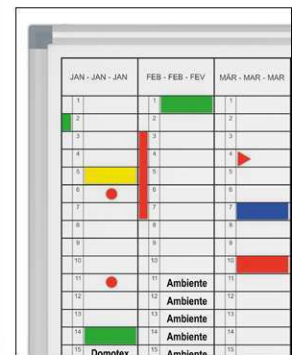 JAN - JAN - JAN FEB - FEB - FEV MÄR - MAR - MAR
1 1 1
2 2 2
3 3 3
4 4 4
5 5 5
6 6 6
7 7 7
8 8 8
9 9 9
10 10 10
11 11 Ambiente 11
12 12 Ambiente 12
13 13 Ambiente 13
14 14 Ambiente 14
15 Domotex 15 Ambiente 15